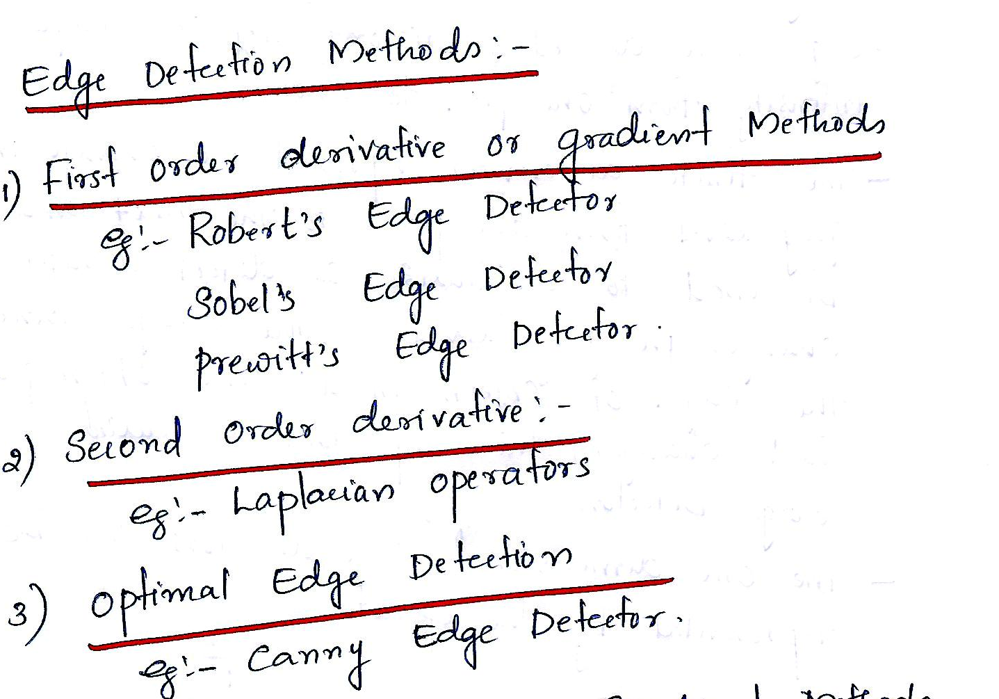 Edge Detection Methods:-
1) First order derivative or gradient Methods
eg:- Robert's Edge Detector
Sobel's Edge Detector
Prewitt's Edge Detector.
2) Second Order derivative:-
eg:- Laplacian operators
3) Optimal Edge Detection
eg:- Canny Edge Detector.